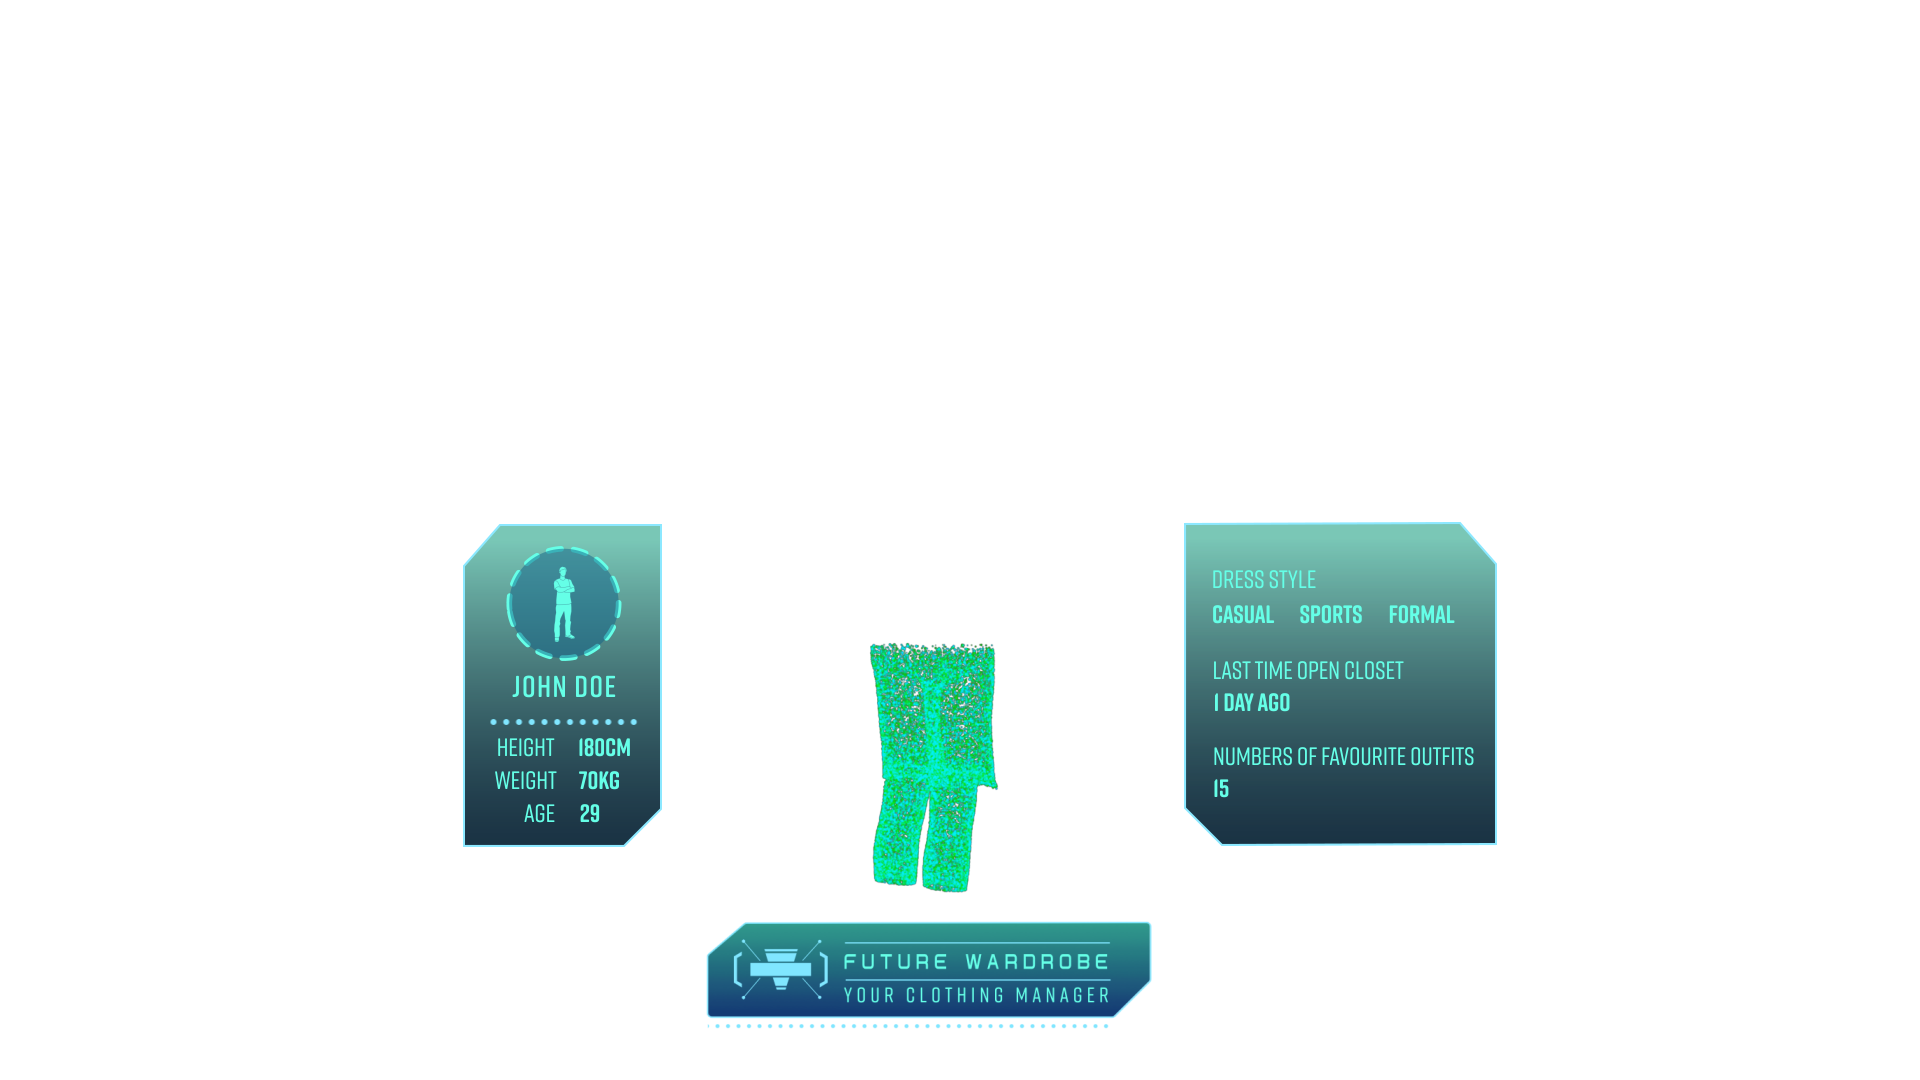 JOHN DOE
HEIGHT 180CM
WEIGHT 70KG
AGE 29
DRESS STYLE
CASUAL SPORTS FORMAL
LAST TIME OPEN CLOSET
1 DAY AGO
NUMBERS OF FAVOURITE OUTFITS
15
FUTURE WARDROBE
YOUR CLOTHING MANAGER